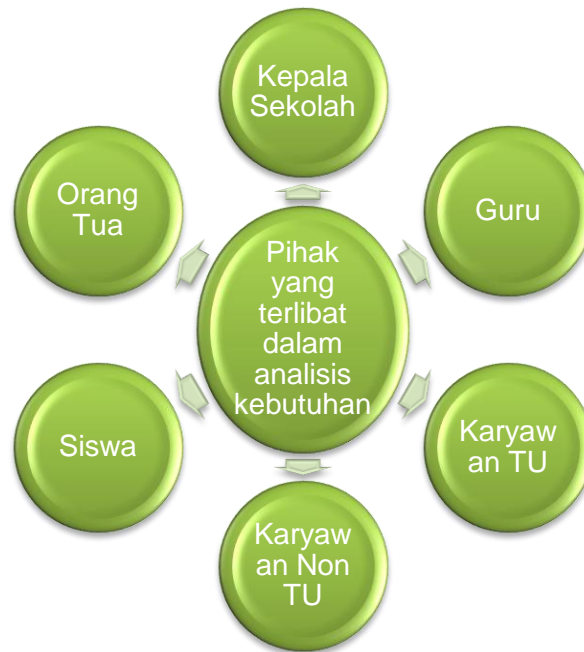 Kepala
Sekolah
Orang
Tua
Guru
Pihak
yang
terlibat
dalam
analisis
kebutuhan
Siswa
Karyaw
an TU
Karyaw
an Non
TU